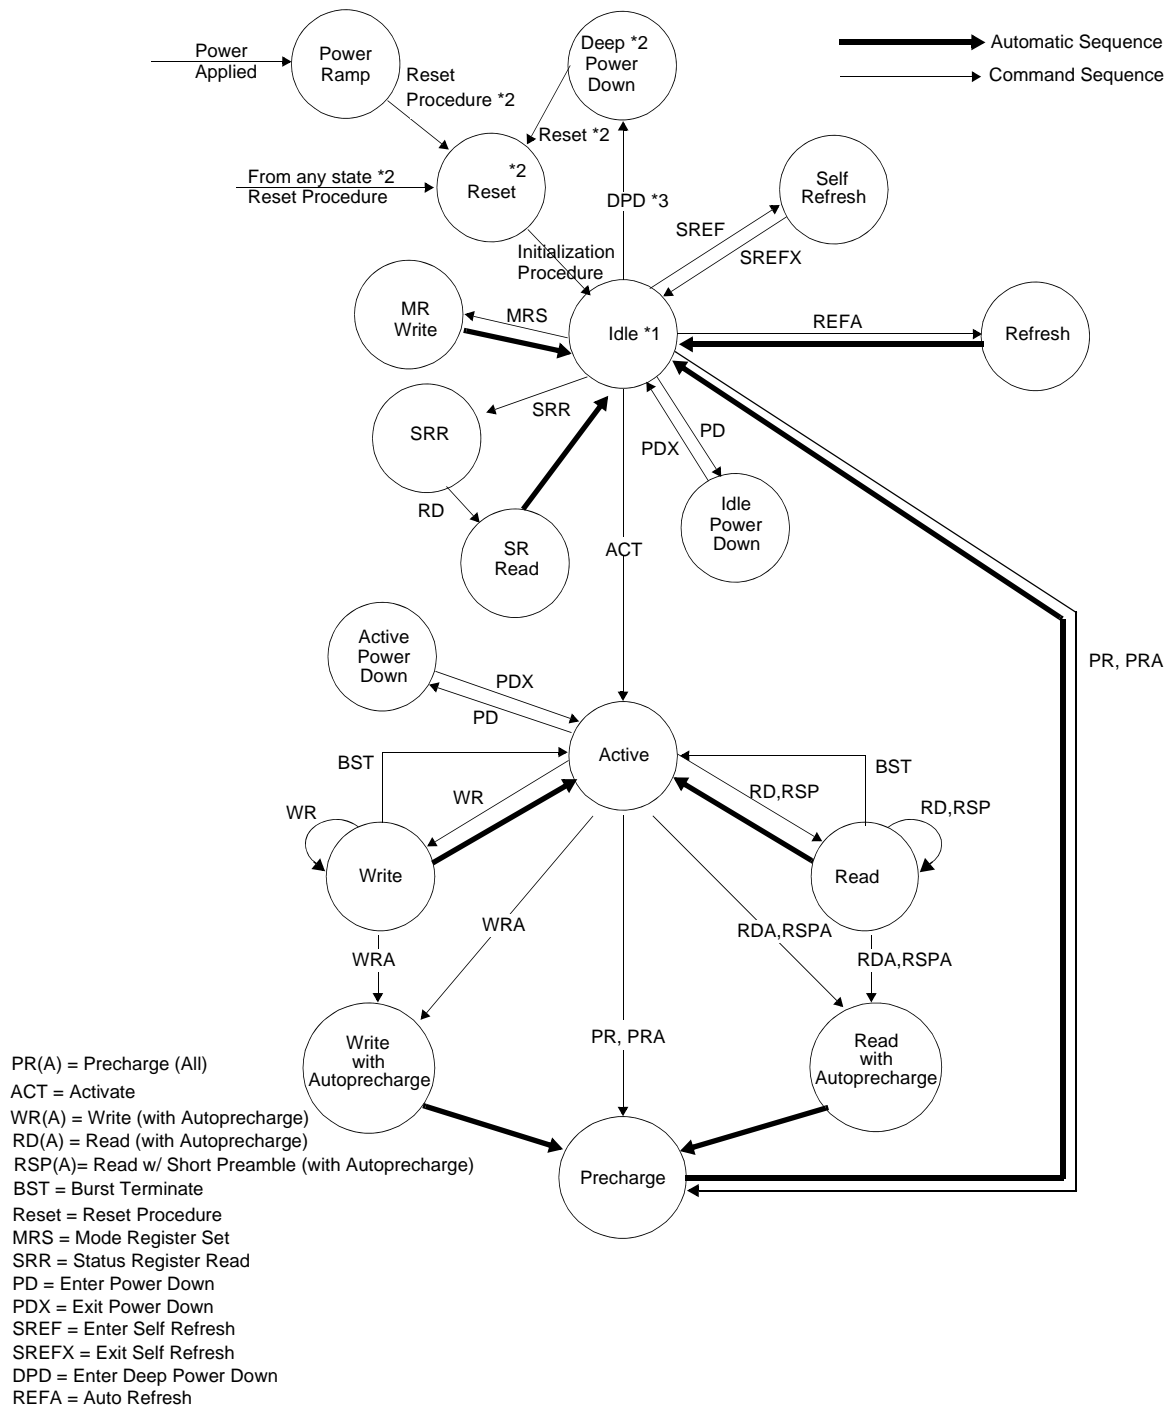 Power
Applied
Power
Ramp
Reset
Procedure *2
Deep *2
Power
Down
Automatic Sequence
Command Sequence
Reset *2
From any state *2
Reset Procedure
*2
Reset
DPD *3
Self
Refresh
SREF
SREFX
Initialization
Procedure
MR
Write
MRS
Idle *1
REFA
Refresh
SRR
SRR
PD
PDX
RD
SR
Read
Idle
Power
Down
ACT
Active
Power
Down
PDX
PD
PR, PRA
Active
BST
BST
WR
WR
RD,RSP
RD,RSP
Write
Read
WRA
WRA
RDA,RSPA
RDA,RSPA
Write
with
Autoprecharge
PR, PRA
Read
with
Autoprecharge
Precharge
PR(A) = Precharge (All)
ACT = Activate
WR(A) = Write (with Autoprecharge)
RD(A) = Read (with Autoprecharge)
RSP(A)= Read w/ Short Preamble (with Autoprecharge)
BST = Burst Terminate
Reset = Reset Procedure
MRS = Mode Register Set
SRR = Status Register Read
PD = Enter Power Down
PDX = Exit Power Down
SREF = Enter Self Refresh
SREFX = Exit Self Refresh
DPD = Enter Deep Power Down
REFA = Auto Refresh